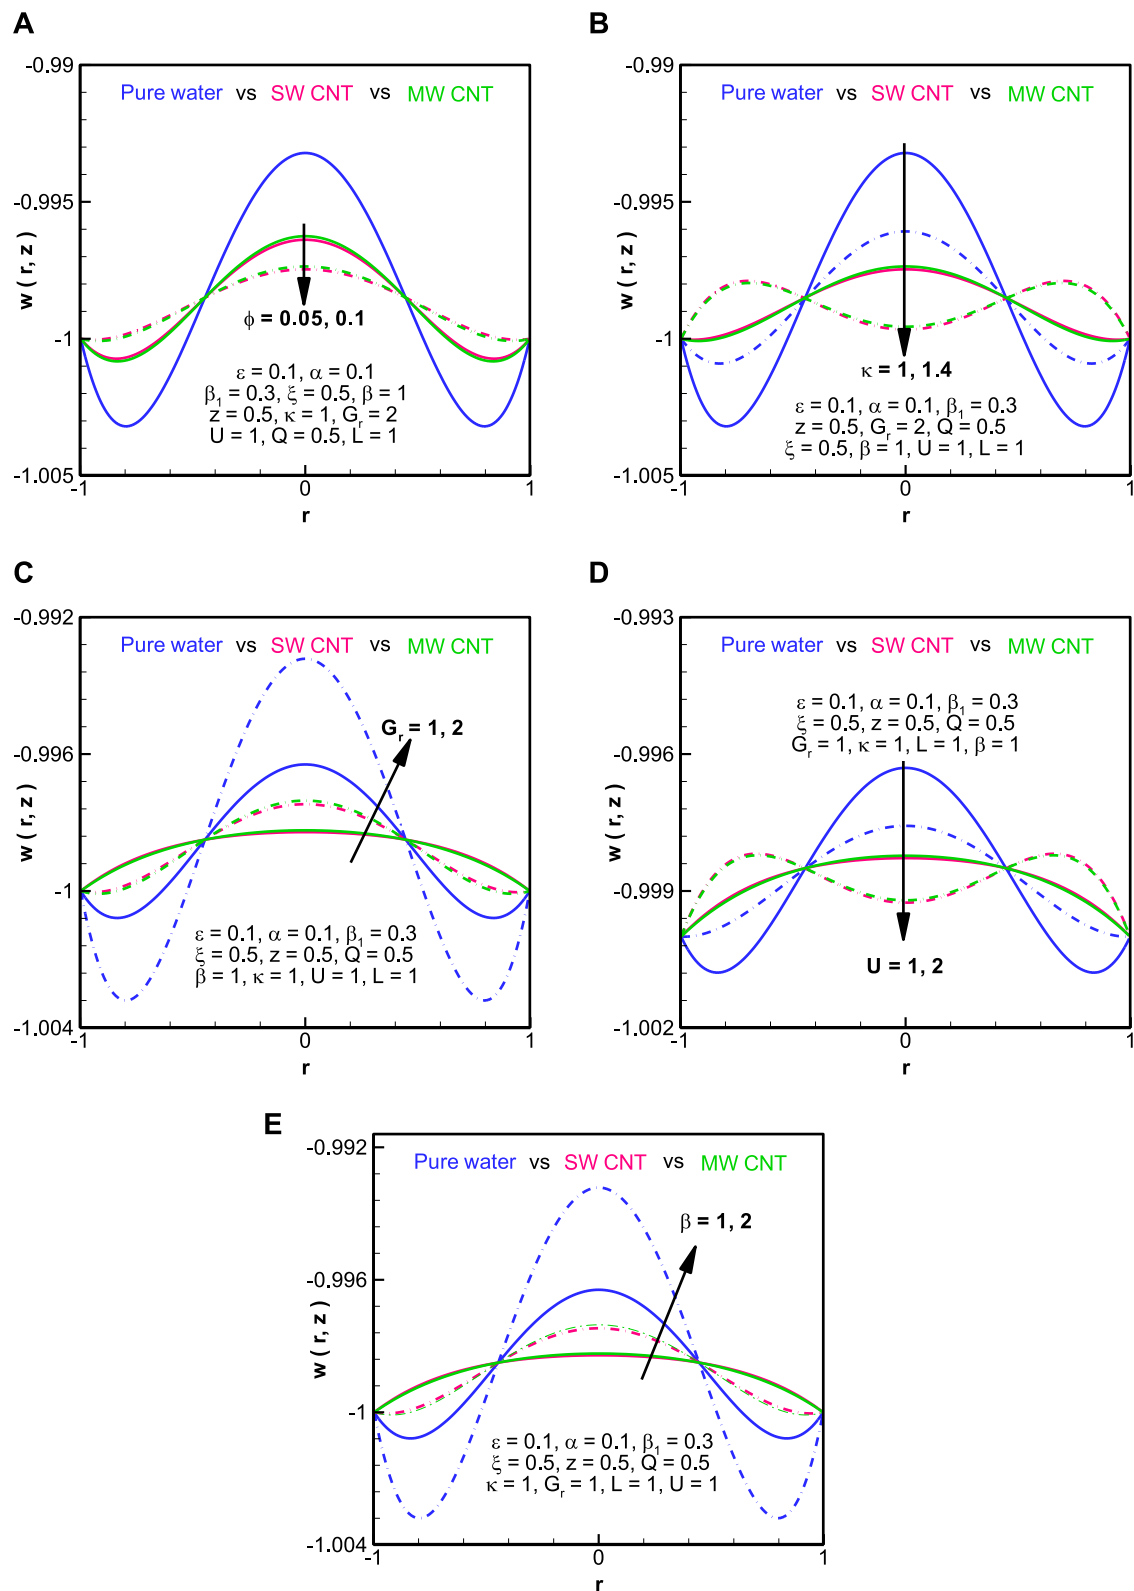 A
-0.99
Pure water vs SW CNT vs MW CNT
-0.995
w ( r, z )
ϕ = 0.05, 0.1
-1
ε = 0.1, α = 0.1
β₁ = 0.3, ξ = 0.5, β = 1
z = 0.5, κ = 1, Gᵣ = 2
U = 1, Q = 0.5, L = 1
-1.005
-1 0 1
r
B
-0.99
Pure water vs SW CNT vs MW CNT
-0.995
w ( r, z )
-1
κ = 1, 1.4
ε = 0.1, α = 0.1, β₁ = 0.3
z = 0.5, Gᵣ = 2, Q = 0.5
ξ = 0.5, β = 1, U = 1, L = 1
-1.005
-1 0 1
r
C
-0.992
Pure water vs SW CNT vs MW CNT
Gᵣ = 1, 2
-0.996
w ( r, z )
-1
ε = 0.1, α = 0.1, β₁ = 0.3
ξ = 0.5, z = 0.5, Q = 0.5
β = 1, κ = 1, U = 1, L = 1
-1.004
-1 0 1
r
D
-0.993
Pure water vs SW CNT vs MW CNT
ε = 0.1, α = 0.1, β₁ = 0.3
ξ = 0.5, z = 0.5, Q = 0.5
Gᵣ = 1, κ = 1, L = 1, β = 1
-0.996
w ( r, z )
-0.999
U = 1, 2
-1.002
-1 0 1
r
E
-0.992
Pure water vs SW CNT vs MW CNT
β = 1, 2
-0.996
w ( r, z )
-1
ε = 0.1, α = 0.1, β₁ = 0.3
ξ = 0.5, z = 0.5, Q = 0.5
κ = 1, Gᵣ = 1, L = 1, U = 1
-1.004
-1 0 1
r